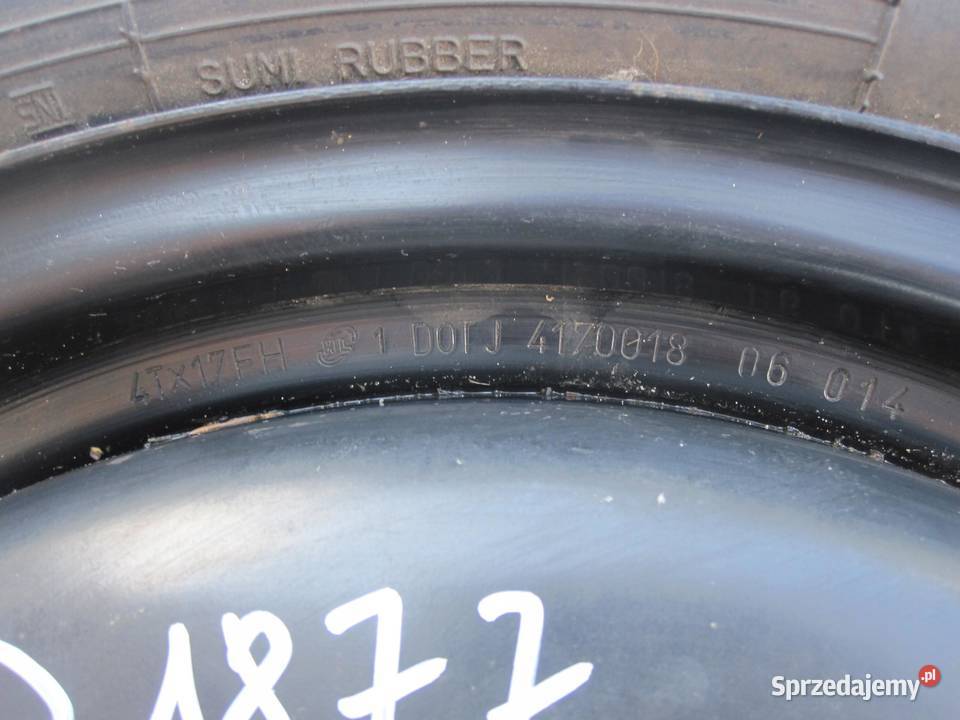 SUMI RUBBER
4TX17FH 1 DOT J 4170018 06 014
1877
Sprzedajemy.pl